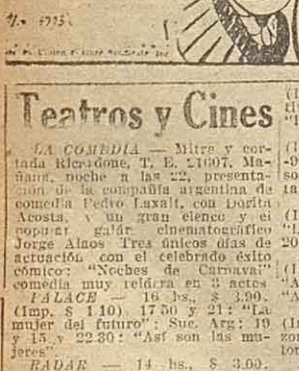 Teatros y Cines
LA COMEDIA — Mitre y cor-
tada Ricardone, T. E. 21607. Ma-
ñana, noche a las 22, presenta-
ción de la compañía argentina de
comedia Pedro Laxalt, con Dorita
Acosta, y un gran elenco y el
popular galán cinematográfico
Jorge Tres únicos días de
actuación con el celebrado éxito
cómico: "Noches de Carnaval"
comedia muy reidera en 3 actos
PALACE — 16 hs., $ 3.90.
(Imp. $ 1.10). 17.50 y 21: "La
mujer del futuro"; Suc. Arg: 19
y 15 y 22.30: "Así son las mu-
jeres"
RADAR — 14 hs., $ 3.00.